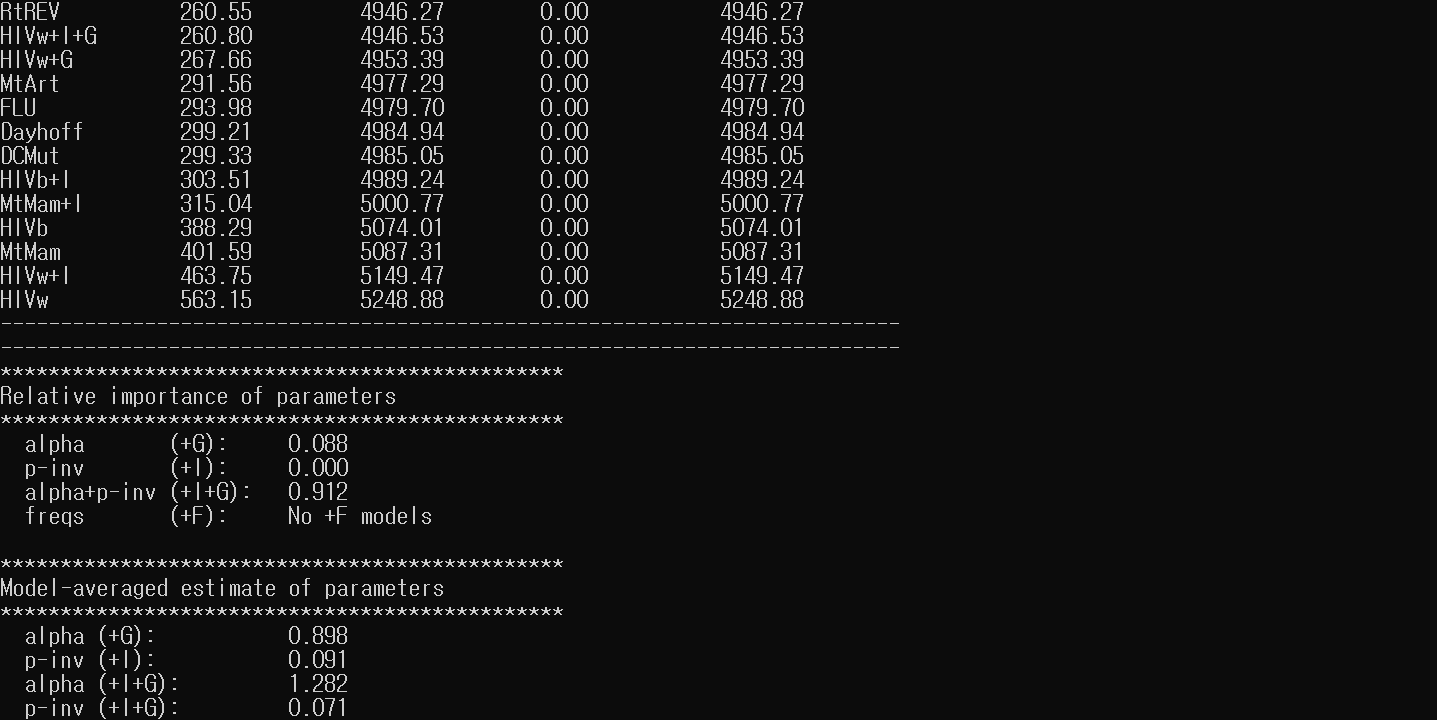 RtREV 260.55 4946.27 0.00 4946.27
HIVw+I+G 260.80 4946.53 0.00 4946.53
HIVw+G 267.66 4953.39 0.00 4953.39
MtArt 291.56 4977.29 0.00 4977.29
FLU 293.98 4979.70 0.00 4979.70
Dayhoff 299.21 4984.94 0.00 4984.94
DCMut 299.33 4985.05 0.00 4985.05
HIVb+I 303.51 4989.24 0.00 4989.24
MtMam+I 315.04 5000.77 0.00 5000.77
HIVb 388.29 5074.01 0.00 5074.01
MtMam 401.59 5087.31 0.00 5087.31
HIVw+I 463.75 5149.47 0.00 5149.47
HIVw 563.15 5248.88 0.00 5248.88
---------------------------------------------------------------------------
---------------------------------------------------------------------------
***********************************************
Relative importance of parameters
***********************************************
alpha (+G): 0.088
p-inv (+I): 0.000
alpha+p-inv (+I+G): 0.912
freqs (+F): No +F models
***********************************************
Model-averaged estimate of parameters
***********************************************
alpha (+G): 0.898
p-inv (+I): 0.091
alpha (+I+G): 1.282
p-inv (+I+G): 0.071